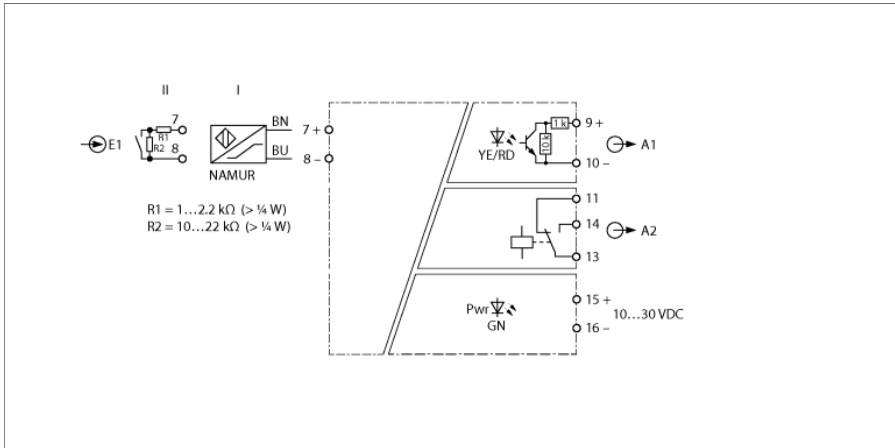 II
I
E1
7
8
R1
R2
BN
BU
NAMUR
7 +
8 –
R1 = 1…2.2 kΩ (> ¼ W)
R2 = 10…22 kΩ (> ¼ W)
YE/RD
1 k
10 k
9 +
10 –
A1
11
14
13
A2
Pwr
GN
15 +
16 –
10…30 VDC